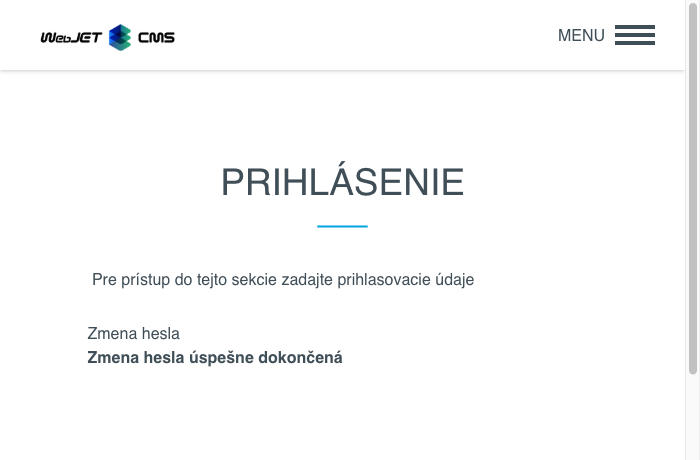 WebJET CMS
MENU
PRIHLÁSENIE
Pre prístup do tejto sekcie zadajte prihlasovacie údaje
Zmena hesla
Zmena hesla úspešne dokončená